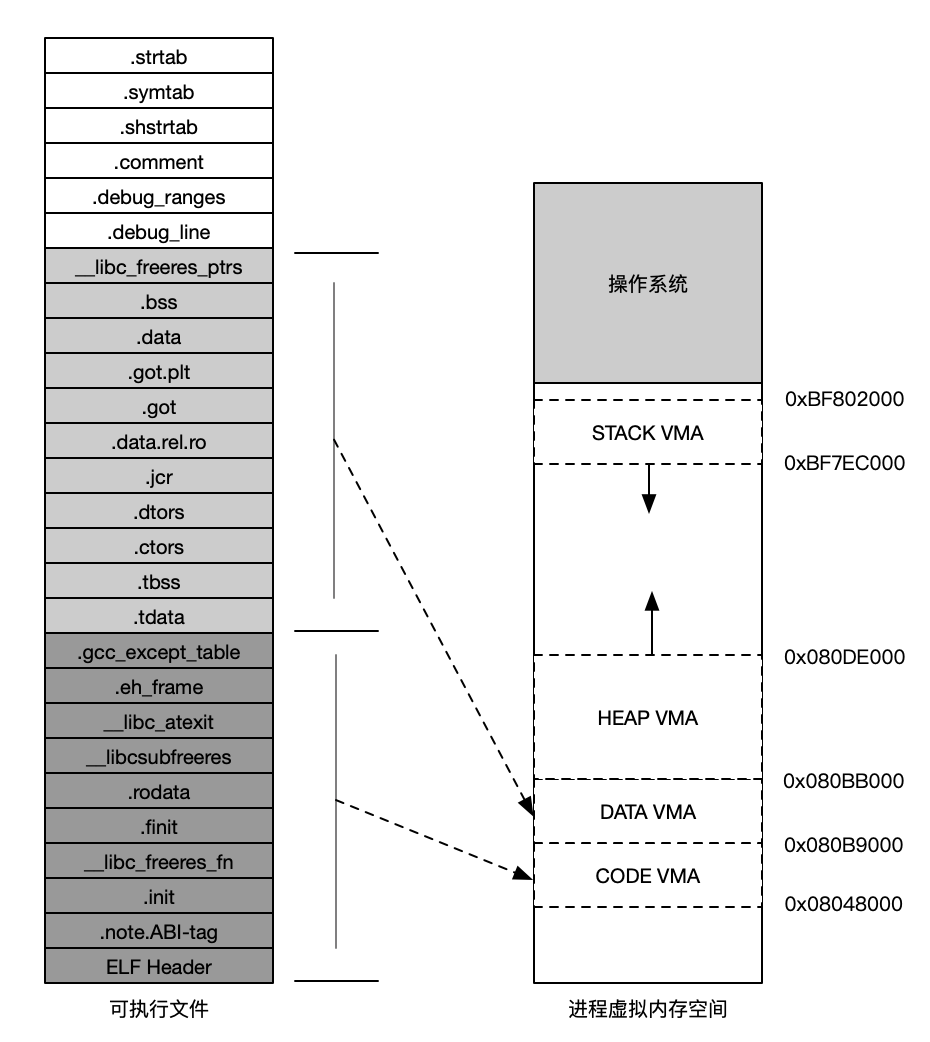 .strtab
.symtab
.shstrtab
.comment
.debug_ranges
.debug_line
__libc_freeres_ptrs
.bss
.data
.got.plt
.got
.data.rel.ro
.jcr
.dtors
.ctors
.tbss
.tdata
.gcc_except_table
.eh_frame
__libc_atexit
__libcsubfreeres
.rodata
.finit
__libc_freeres_fn
.init
.note.ABI-tag
ELF Header
可执行文件
操作系统
0xBF802000
STACK VMA
0xBF7EC000
0x080DE000
HEAP VMA
0x080BB000
DATA VMA
0x080B9000
CODE VMA
0x08048000
进程虚拟内存空间